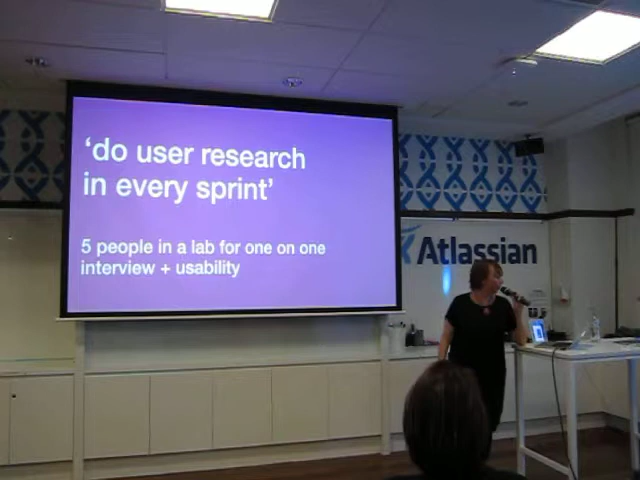 ‘do user research
in every sprint’
5 people in a lab for one on one
interview + usability
Atlassian